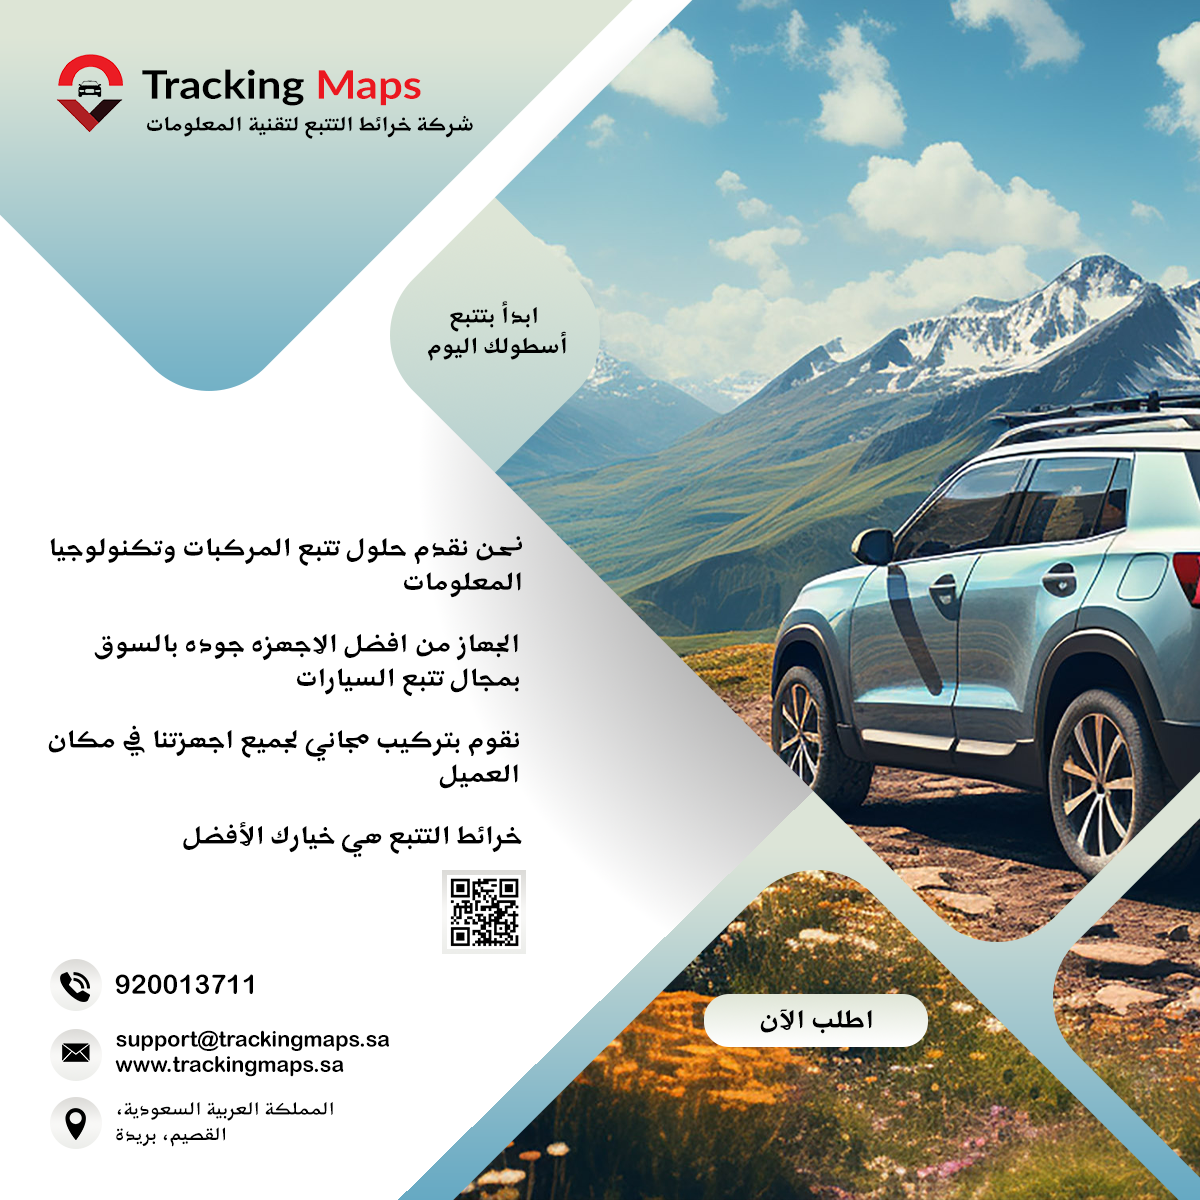 Tracking Maps
شركة خرائط التتبع لتقنية المعلومات
ابدأ بتتبع
أسطولك اليوم
نحن نقدم حلول تتبع المركبات وتكنولوجيا
المعلومات
الجهاز من افضل الاجهزه جوده بالسوق
بمجال تتبع السيارات
نقوم بتركيب مجاني لجميع اجهزتنا في مكان
العميل
خرائط التتبع هي خيارك الأفضل
920013711
support@trackingmaps.sa
www.trackingmaps.sa
المملكة العربية السعودية،
القصيم، بريدة
اطلب الآن